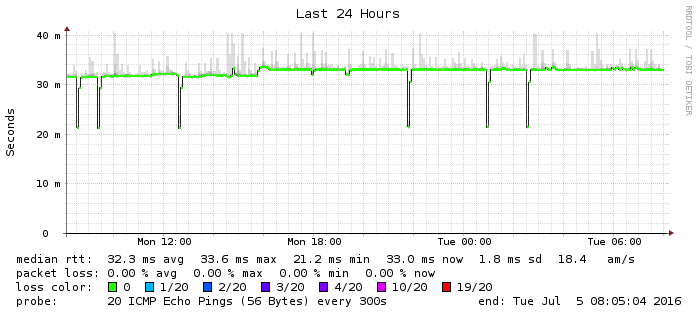 Last 24 Hours
RRDTOOL / TOBI OETIKER
Seconds
40 m
30 m
20 m
10 m
0
Mon 12:00 Mon 18:00 Tue 00:00 Tue 06:00
median rtt: 32.3 ms avg 33.6 ms max 21.2 ms min 33.0 ms now 1.8 ms sd 18.4 am/s
packet loss: 0.00 % avg 0.00 % max 0.00 % min 0.00 % now
loss color: 0 1/20 2/20 3/20 4/20 10/20 19/20
probe: 20 ICMP Echo Pings (56 Bytes) every 300s end: Tue Jul 5 08:05:04 2016